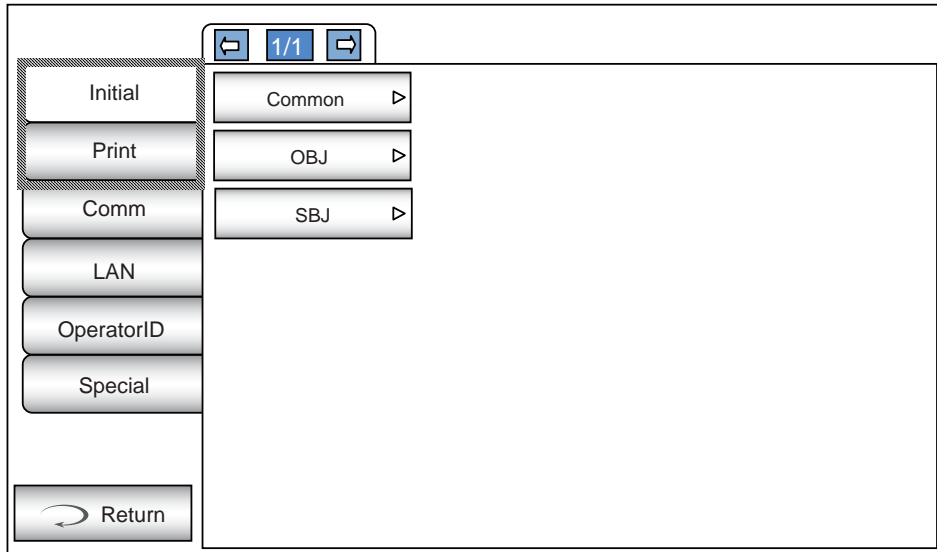 1/1
Initial
Common
Print
OBJ
Comm
SBJ
LAN
OperatorID
Special
Return